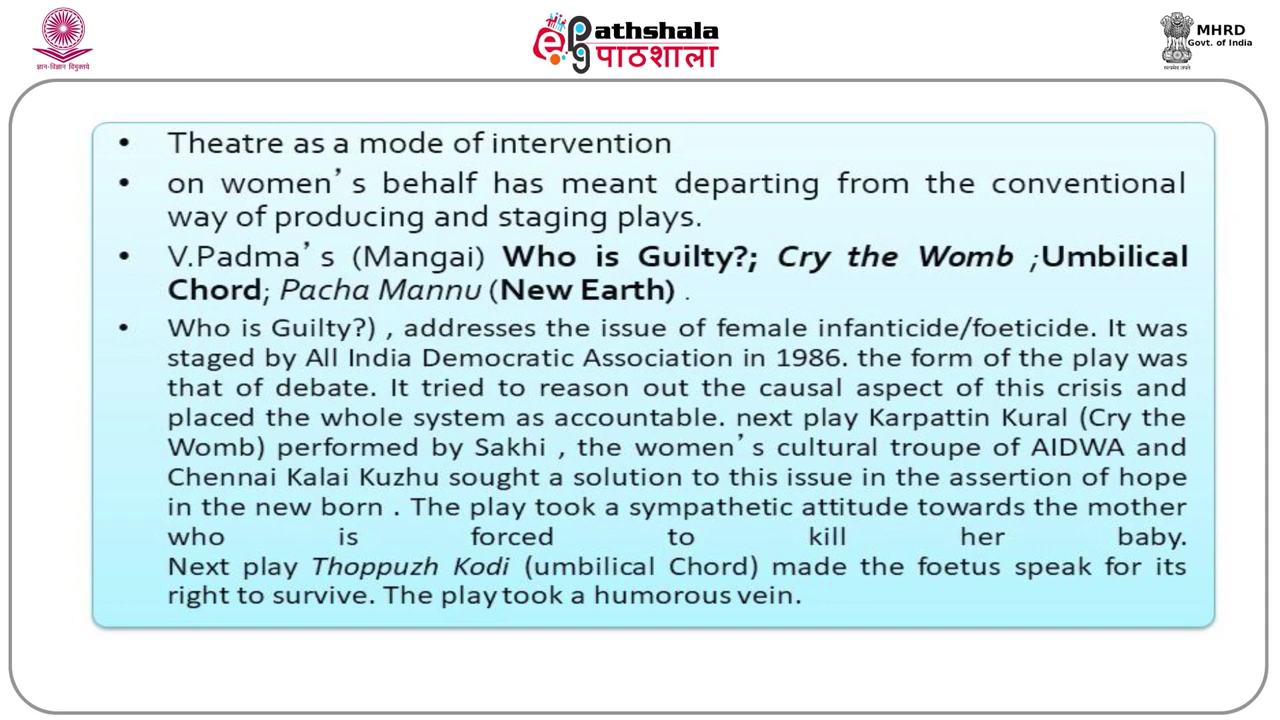 ज्ञान-विज्ञान विमुक्तये
epgathshala
पाठशाला
MHRD
Govt. of India
सत्यमेव जयते
• Theatre as a mode of intervention
• on women's behalf has meant departing from the conventional
way of producing and staging plays.
• V.Padma's (Mangai) Who is Guilty?; Cry the Womb ;Umbilical
Chord; Pacha Mannu (New Earth) .
• Who is Guilty?) , addresses the issue of female infanticide/foeticide. It was
staged by All India Democratic Association in 1986. the form of the play was
that of debate. It tried to reason out the causal aspect of this crisis and
placed the whole system as accountable. next play Karpattin Kural (Cry the
Womb) performed by Sakhi , the women's cultural troupe of AIDWA and
Chennai Kalai Kuzhu sought a solution to this issue in the assertion of hope
in the new born . The play took a sympathetic attitude towards the mother
who is forced to kill her baby.
Next play Thoppuzh Kodi (umbilical Chord) made the foetus speak for its
right to survive. The play took a humorous vein.